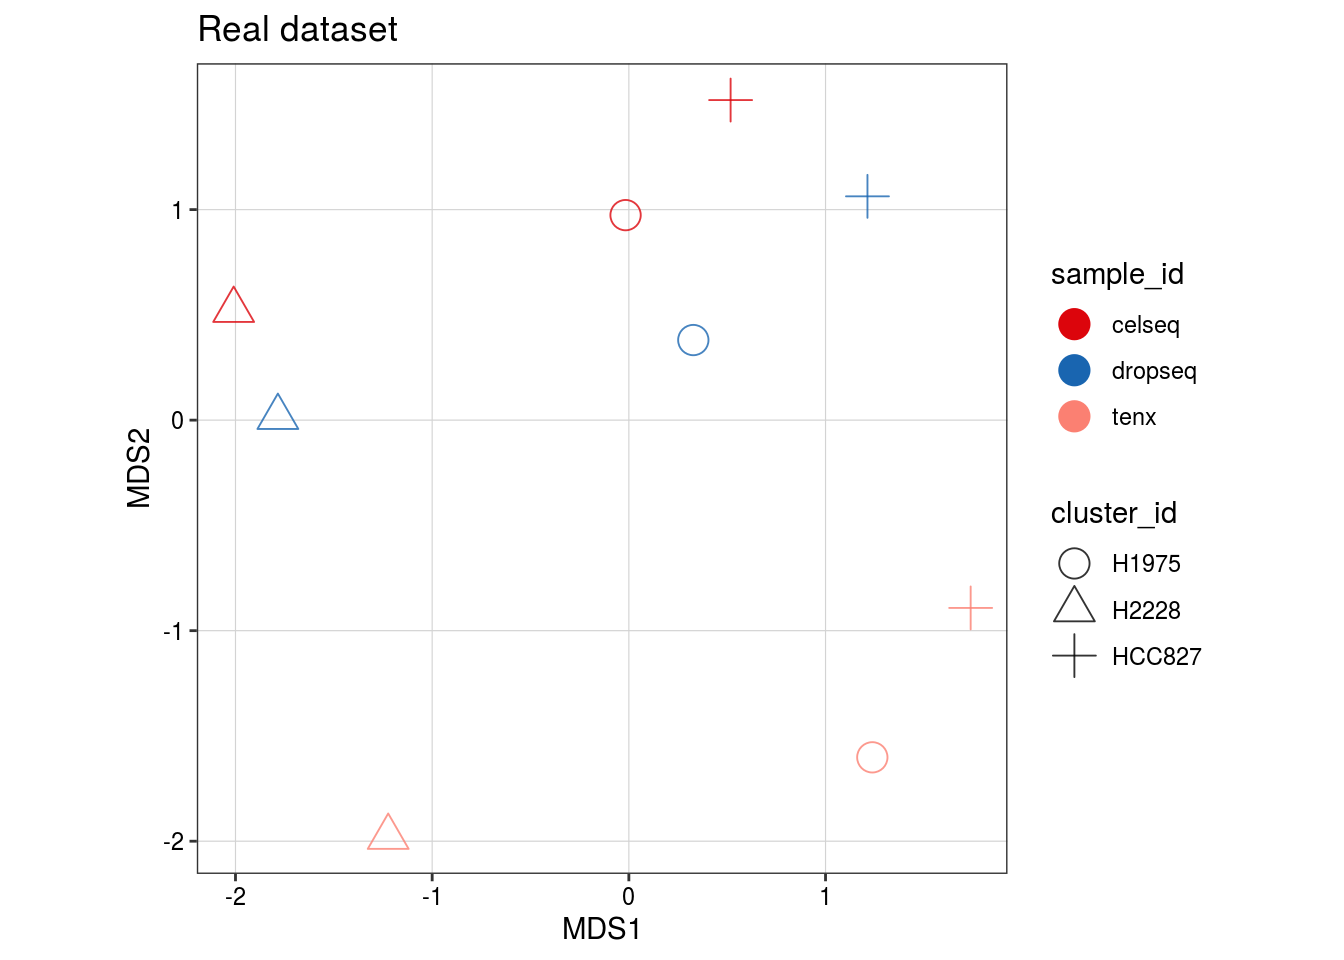 Real dataset
1
0
-1
-2
MDS2
-2
-1
0
1
MDS1
sample_id
celseq
dropseq
tenx
cluster_id
H1975
H2228
HCC827